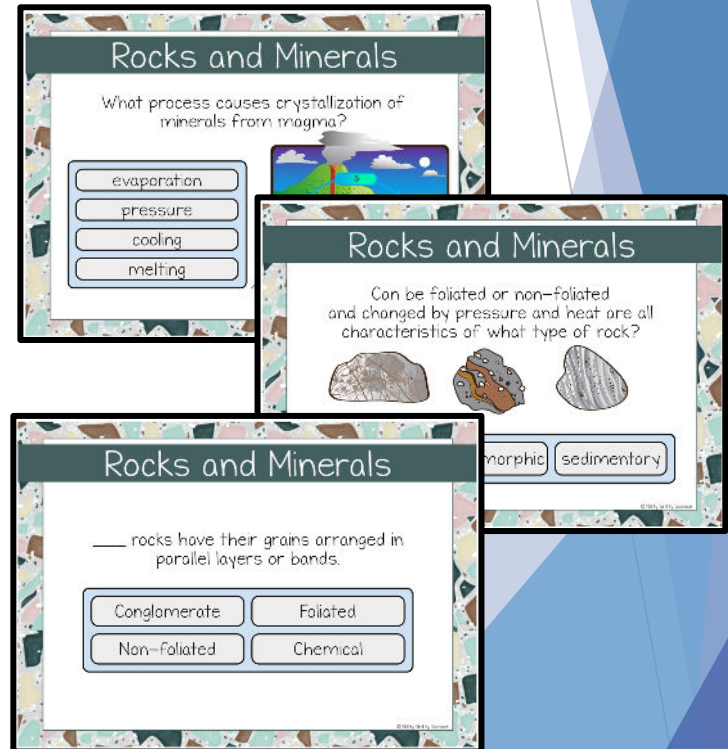 Rocks and Minerals
What process causes crystallization of
minerals from magma?
evaporation
pressure
cooling
melting
Rocks and Minerals
Can be foliated or non-foliated
and changed by pressure and heat are all
characteristics of what type of rock?
morphic
sedimentary
Rocks and Minerals
____ rocks have their grains arranged in
parallel layers or bands.
Conglomerate
Foliated
Non-foliated
Chemical